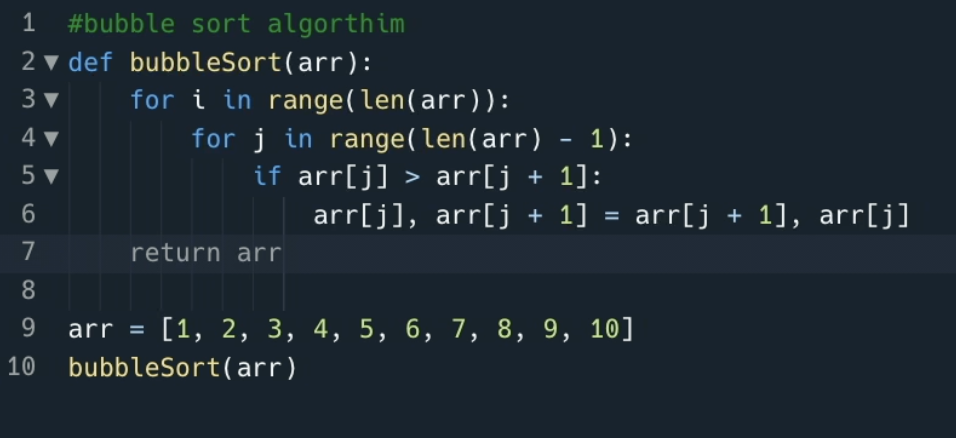 1 #bubble sort algorthim
2 def bubbleSort(arr):
3 for i in range(len(arr)):
4 for j in range(len(arr) - 1):
5 if arr[j] > arr[j + 1]:
6 arr[j], arr[j + 1] = arr[j + 1], arr[j]
7 return arr
8
9 arr = [1, 2, 3, 4, 5, 6, 7, 8, 9, 10]
10 bubbleSort(arr)